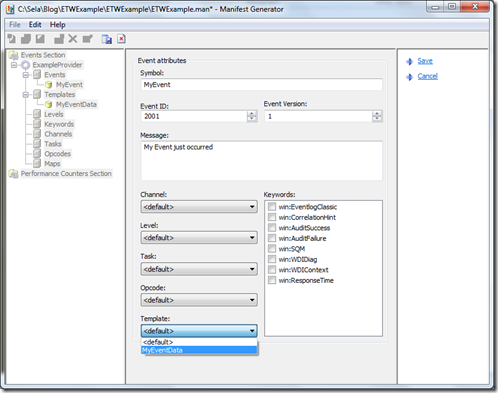 C:\Sela\Blog\ETWExample\ETWExample\ETWExample.man* - Manifest Generator
File Edit Help
Events Section
ExampleProvider
Events
MyEvent
Templates
MyEventData
Levels
Keywords
Channels
Tasks
Opcodes
Maps
Performance Counters Section
Event attributes
Symbol:
MyEvent
Event ID: Event Version:
2001 1
Message:
My Event just occurred
Channel:
<default>
Level:
<default>
Task:
<default>
Opcode:
<default>
Template:
<default>
<default>
MyEventData
Keywords:
win:EventlogClassic
win:CorrelationHint
win:AuditSuccess
win:AuditFailure
win:SQM
win:WDIDiag
win:WDIContext
win:ResponseTime
Save
Cancel